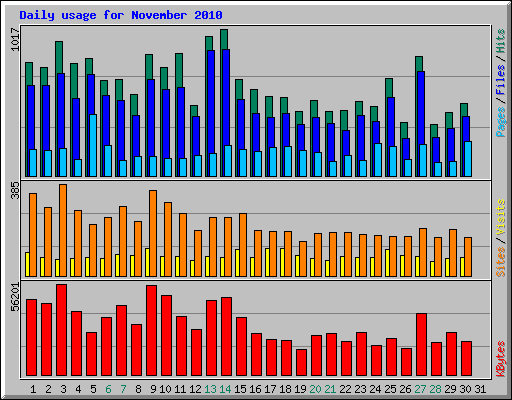 Daily usage for November 2010
1017
Pages / Files / Hits
385
Sites / Visits
56201
KBytes
1 2 3 4 5 6 7 8 9 10 11 12 13 14 15 16 17 18 19 20 21 22 23 24 25 26 27 28 29 30 31